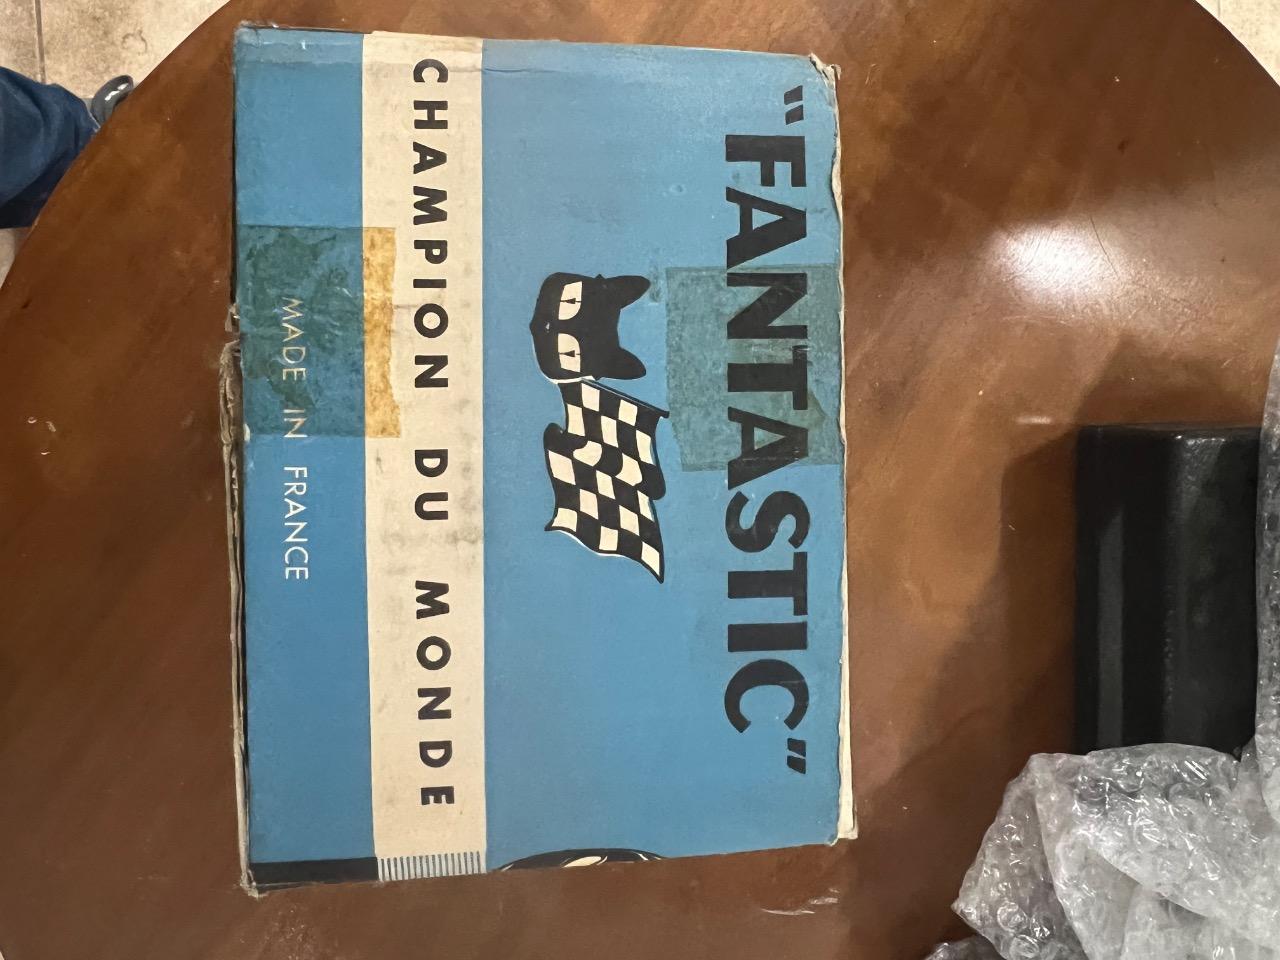 "FANTASTIC"
CHAMPION DU MONDE
MADE IN FRANCE